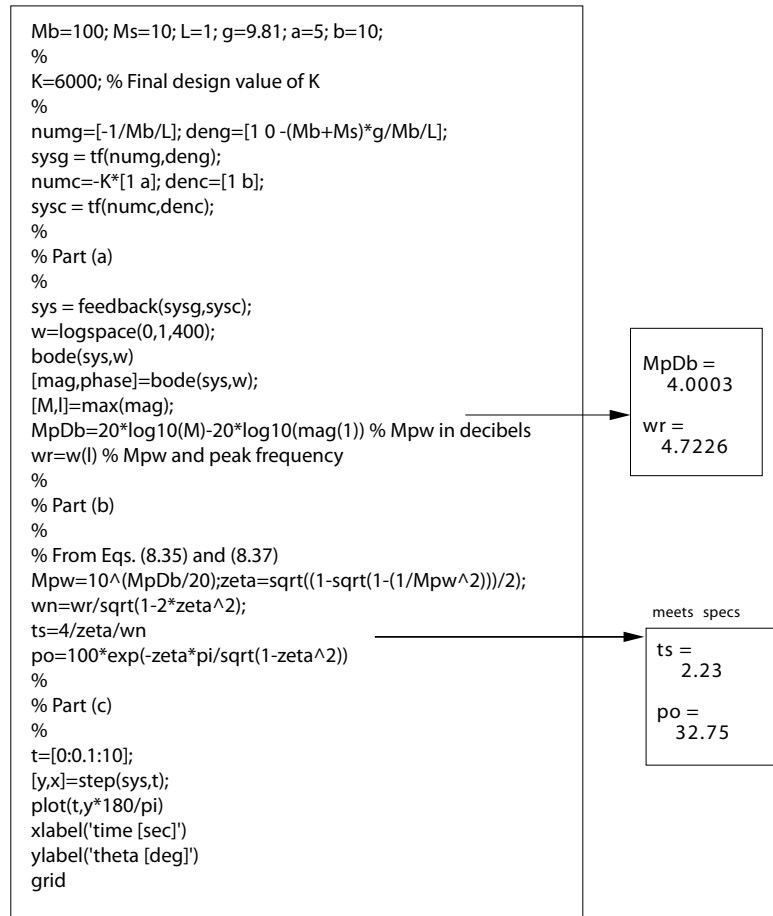 Mb=100; Ms=10; L=1; g=9.81; a=5; b=10;
%
K=6000; % Final design value of K
%
numg=[-1/Mb/L]; deng=[1 0 -(Mb+Ms)*g/Mb/L];
sysg = tf(numg,deng);
numc=-K*[1 a]; denc=[1 b];
sysc = tf(numc,denc);
%
% Part (a)
%
sys = feedback(sysg,sysc);
w=logspace(0,1,400);
bode(sys,w)
[mag,phase]=bode(sys,w);
[M,l]=max(mag);
MpDb=20*log10(M)-20*log10(mag(1)) % Mpw in decibels
wr=w(l) % Mpw and peak frequency
%
% Part (b)
%
% From Eqs. (8.35) and (8.37)
Mpw=10^(MpDb/20);zeta=sqrt((1-sqrt(1-(1/Mpw^2)))/2);
wn=wr/sqrt(1-2*zeta^2);
ts=4/zeta/wn
po=100*exp(-zeta*pi/sqrt(1-zeta^2))
%
% Part (c)
%
t=[0:0.1:10];
[y,x]=step(sys,t);
plot(t,y*180/pi)
xlabel('time [sec]')
ylabel('theta [deg]')
grid
MpDb =
4.0003
wr =
4.7226
meets specs
ts =
2.23
po =
32.75